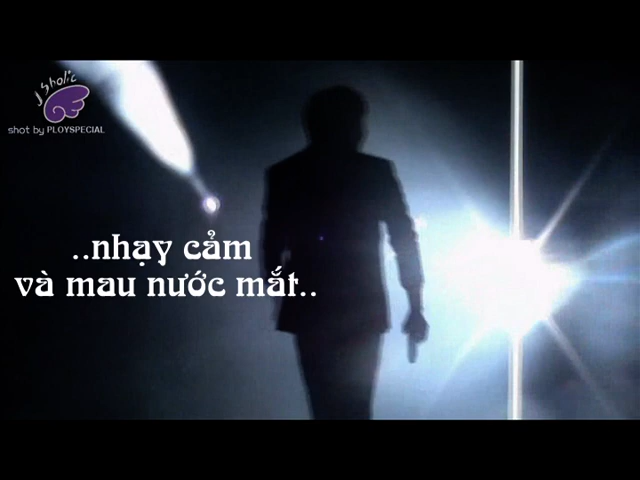 J sholic
shot by PLOYSPECIAL
..nhạy cảm
và mau nước mắt..